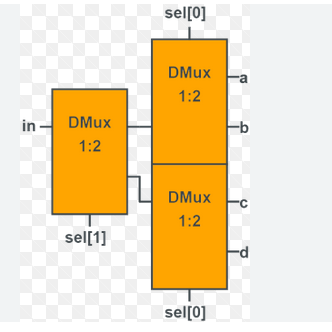 sel[0]
DMux
1:2
a
b
in
DMux
1:2
sel[1]
DMux
1:2
c
d
sel[0]